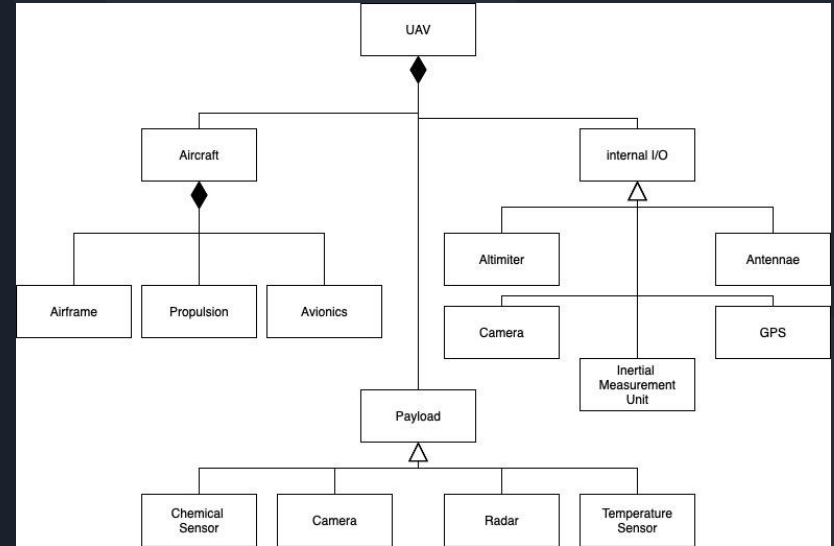 UAV
Aircraft
internal I/O
Altimiter
Antennae
Airframe
Propulsion
Avionics
Camera
GPS
Inertial
Measurement
Unit
Payload
Chemical
Sensor
Camera
Radar
Temperature
Sensor